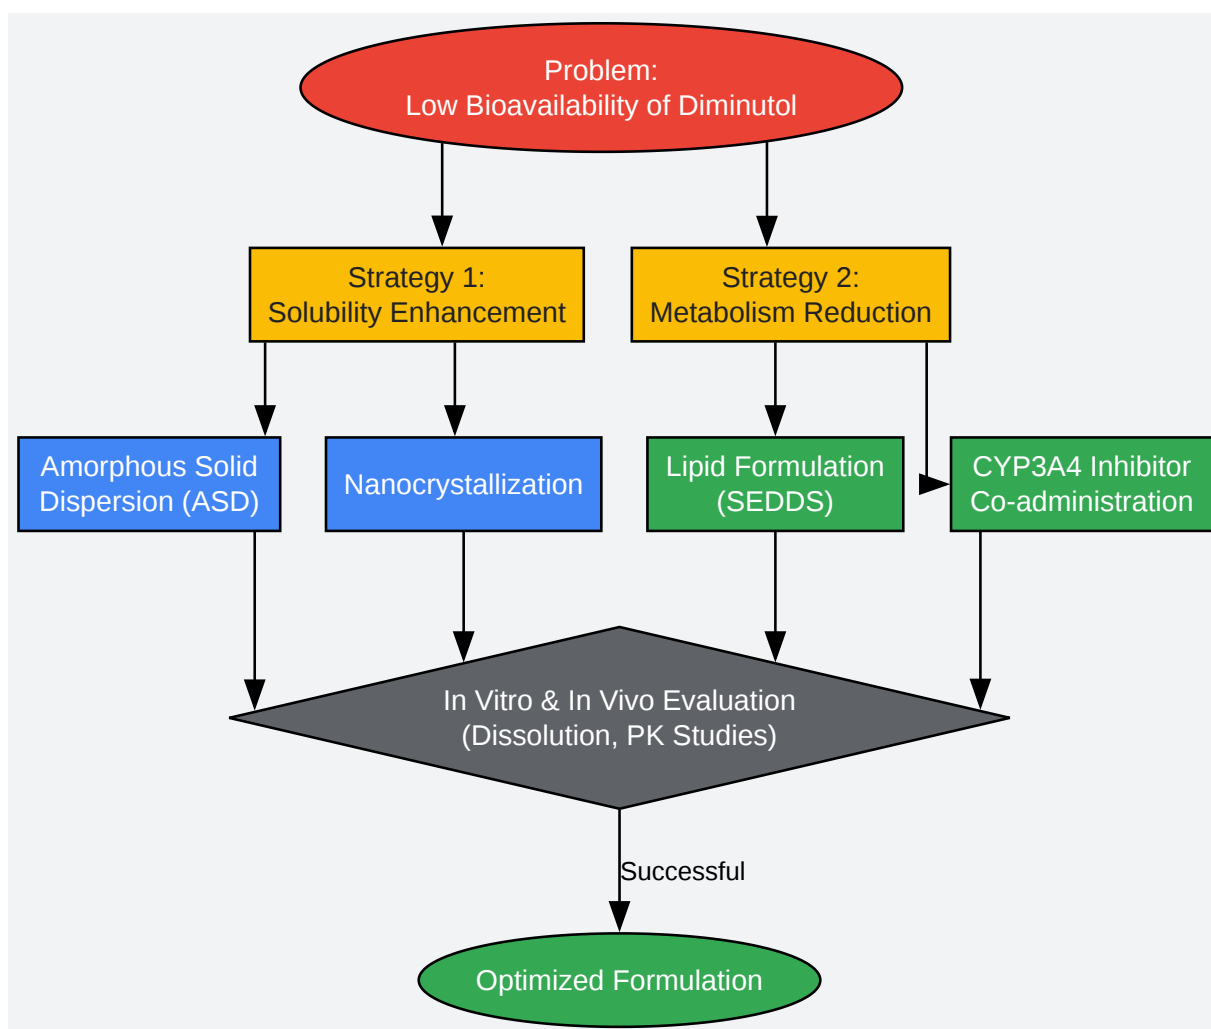 Problem:
Low Bioavailability of Diminutol
Strategy 1:
Solubility Enhancement
Strategy 2:
Metabolism Reduction
Amorphous Solid
Dispersion (ASD)
Nanocrystallization
Lipid Formulation
(SEDDS)
CYP3A4 Inhibitor
Co-administration
In Vitro & In Vivo Evaluation
(Dissolution, PK Studies)
Successful
Optimized Formulation